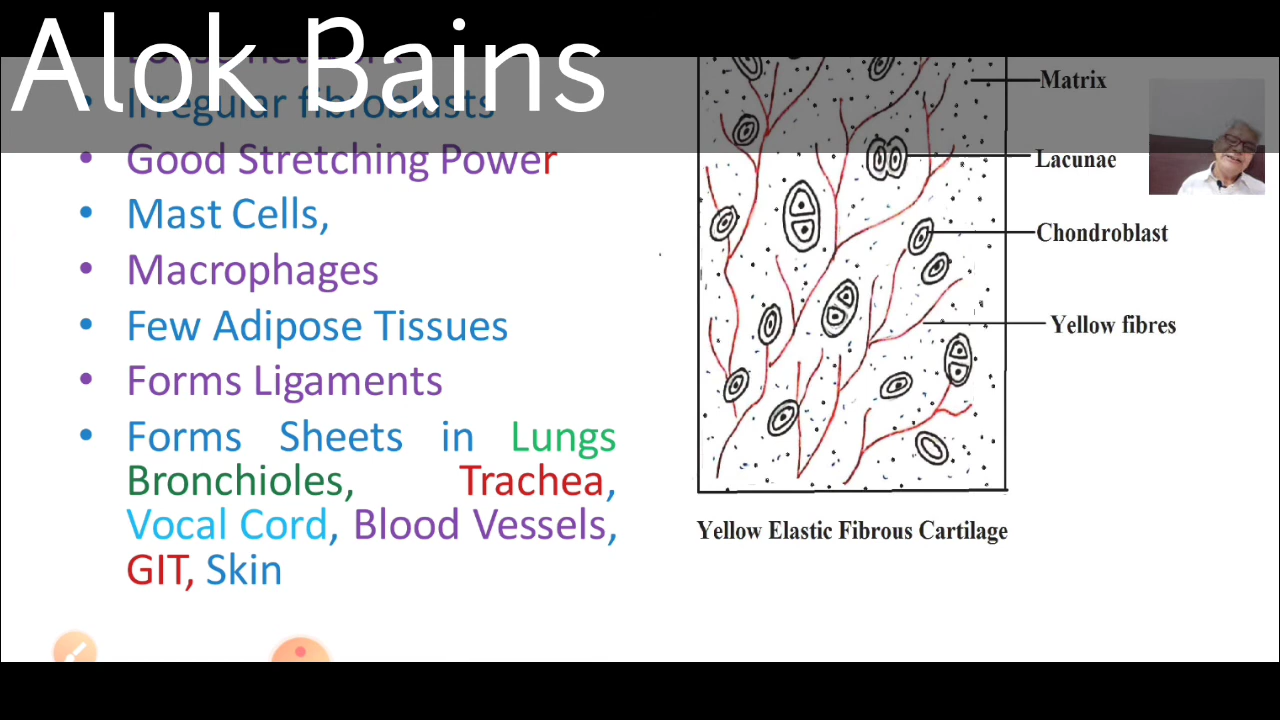 Alok Bains
Irregular fibroblasts
Good Stretching Power
Mast Cells,
Macrophages
Few Adipose Tissues
Forms Ligaments
Forms Sheets in Lungs
Bronchioles, Trachea,
Vocal Cord, Blood Vessels,
GIT, Skin
Matrix
Lacunae
Chondroblast
Yellow fibres
Yellow Elastic Fibrous Cartilage